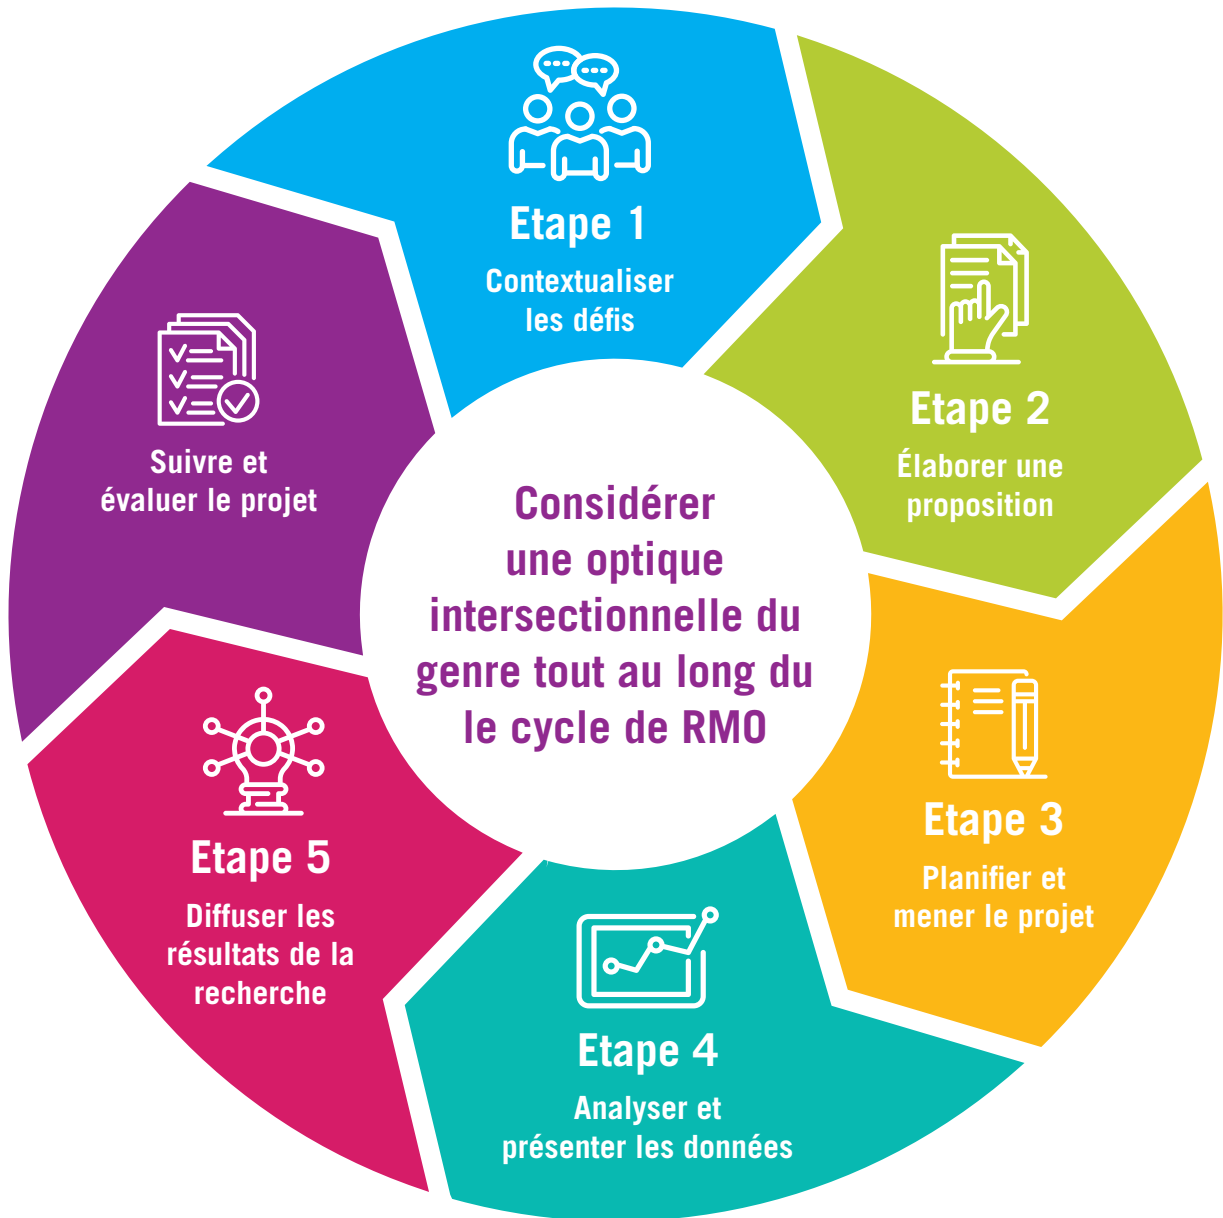 Etape 1
Contextualiser
les défis
Etape 2
Élaborer une
proposition
Etape 3
Planifier et
mener le projet
Etape 4
Analyser et
présenter les données
Etape 5
Diffuser les
résultats de la
recherche
Suivre et
évaluer le projet
Considérer
une optique
intersectionnelle du
genre tout au long du
le cycle de RMO